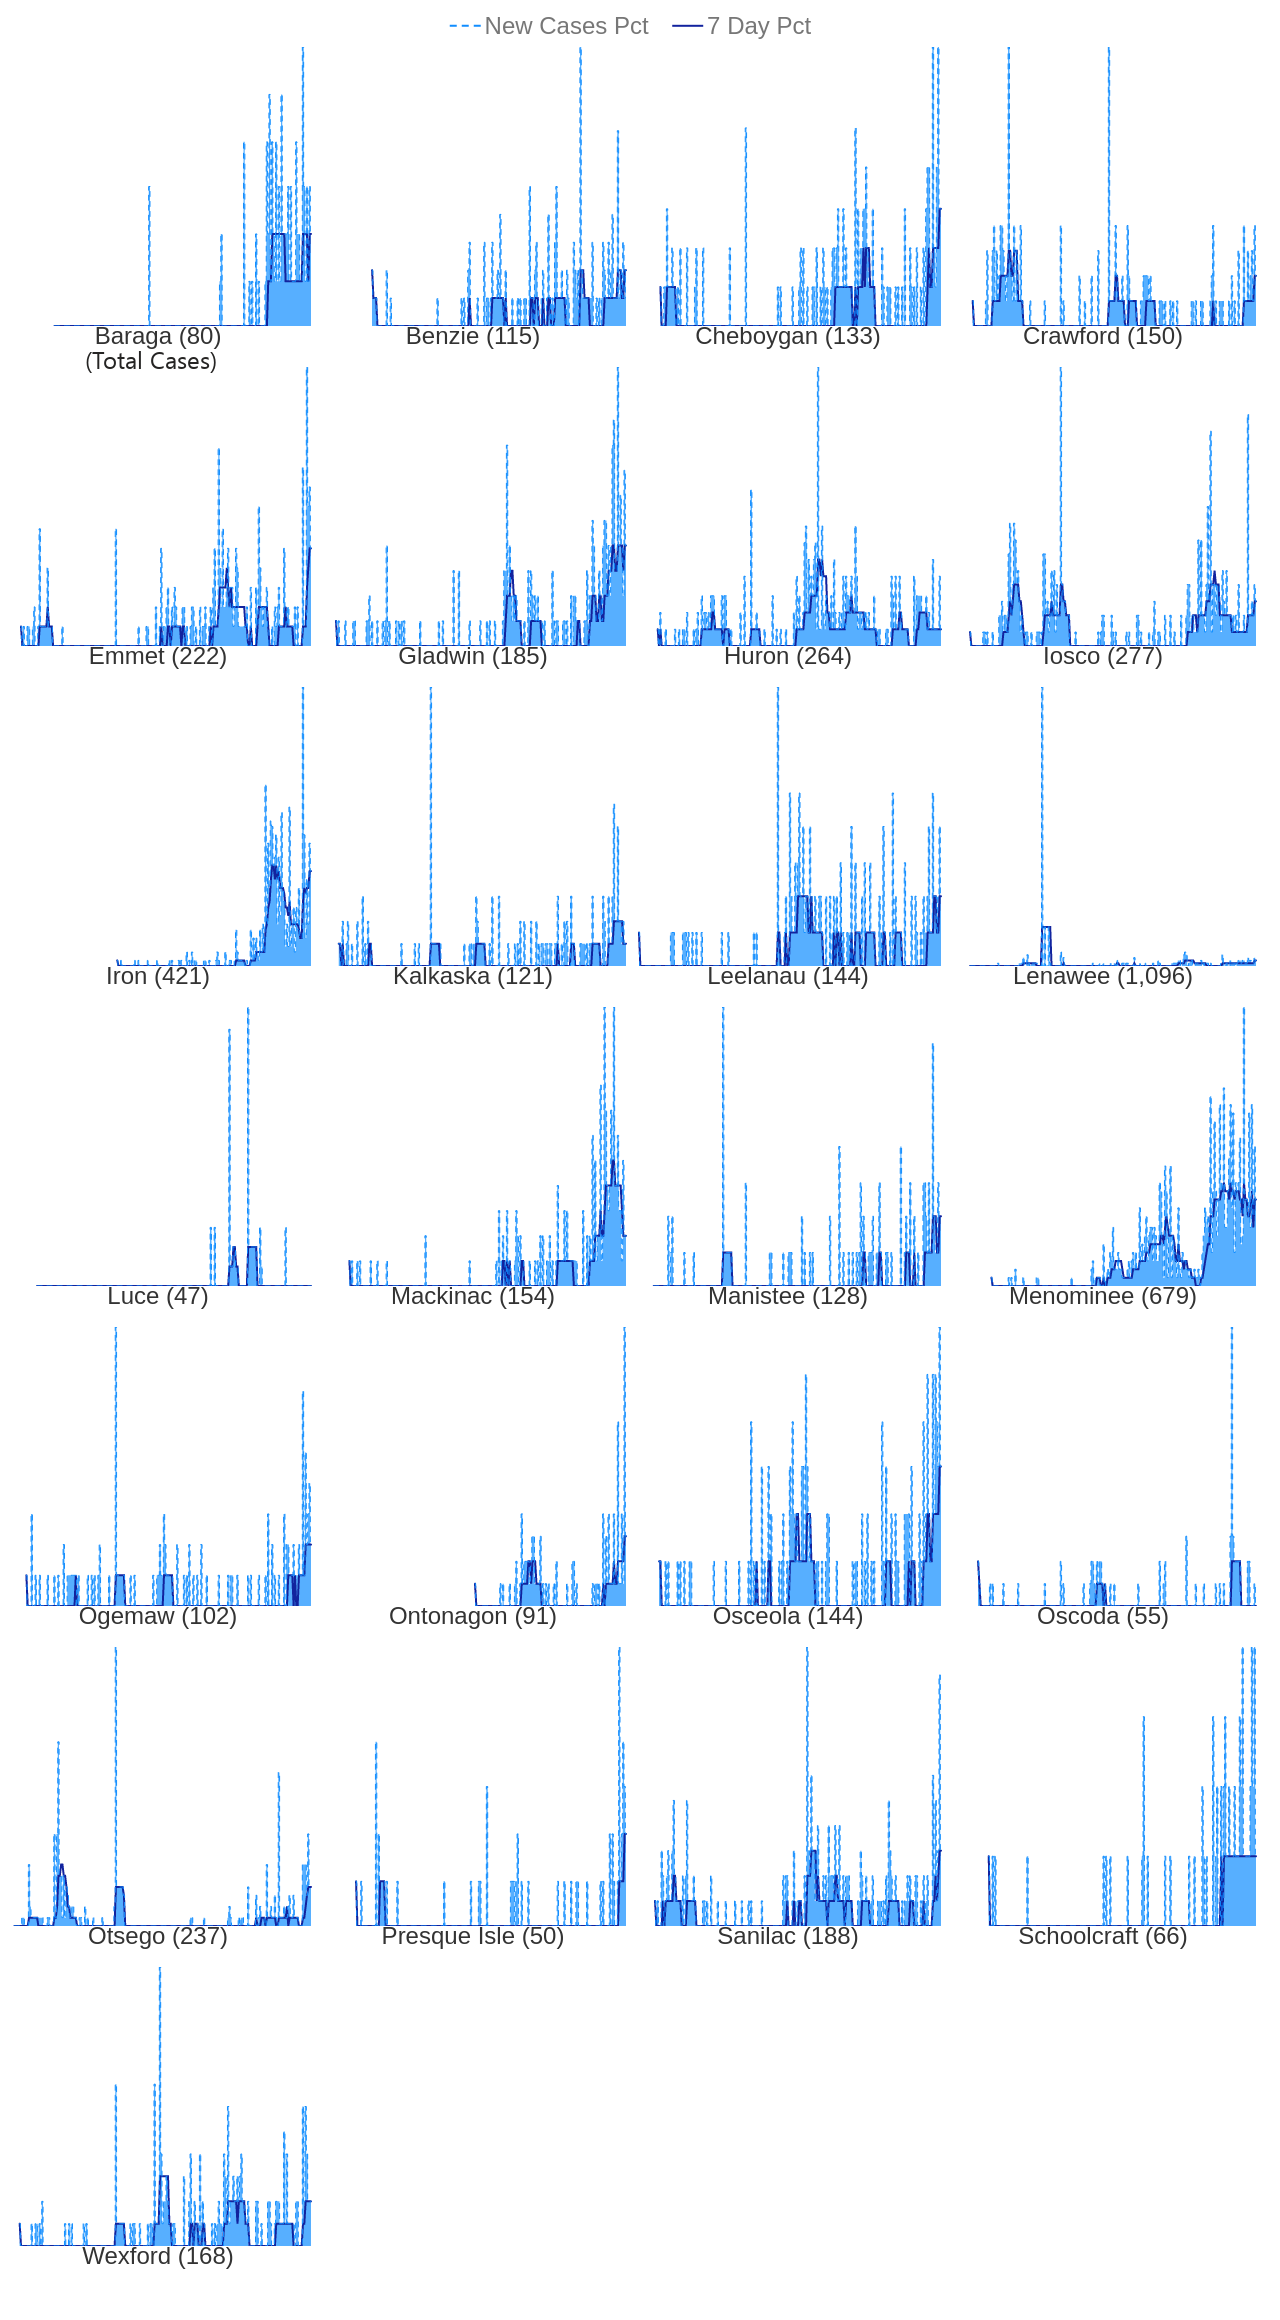 New Cases Pct 7 Day Pct
Baraga (80) Benzie (115) Cheboygan (133) Crawford (150)
(Total Cases)
Emmet (222) Gladwin (185) Huron (264) Iosco (277)
Iron (421) Kalkaska (121) Leelanau (144) Lenawee (1,096)
Luce (47) Mackinac (154) Manistee (128) Menominee (679)
Ogemaw (102) Ontonagon (91) Osceola (144) Oscoda (55)
Otsego (237) Presque Isle (50) Sanilac (188) Schoolcraft (66)
Wexford (168)